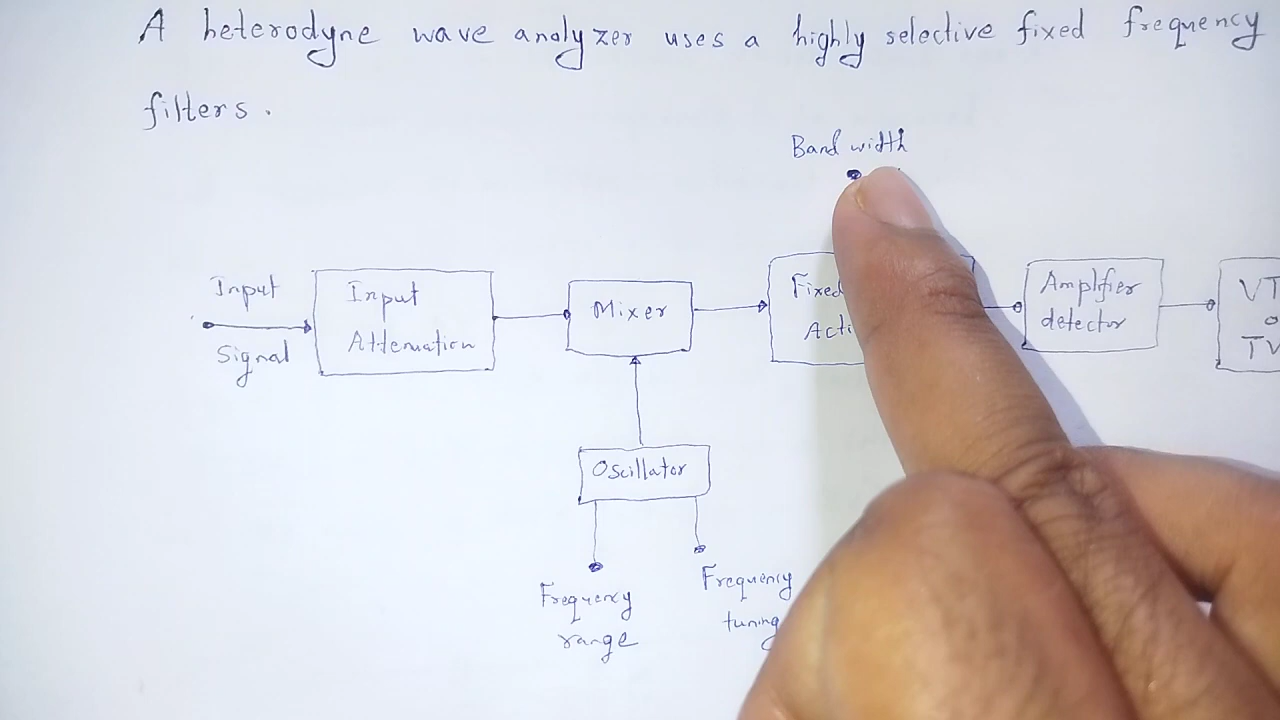 A heterodyne wave analyzer uses a highly selective fixed frequency
filters.
Band width
Input
Signal
Input
Attenuation
Mixer
Fixed
Amplifier
detector
Oscillator
Frequency
range
Frequency
tuning